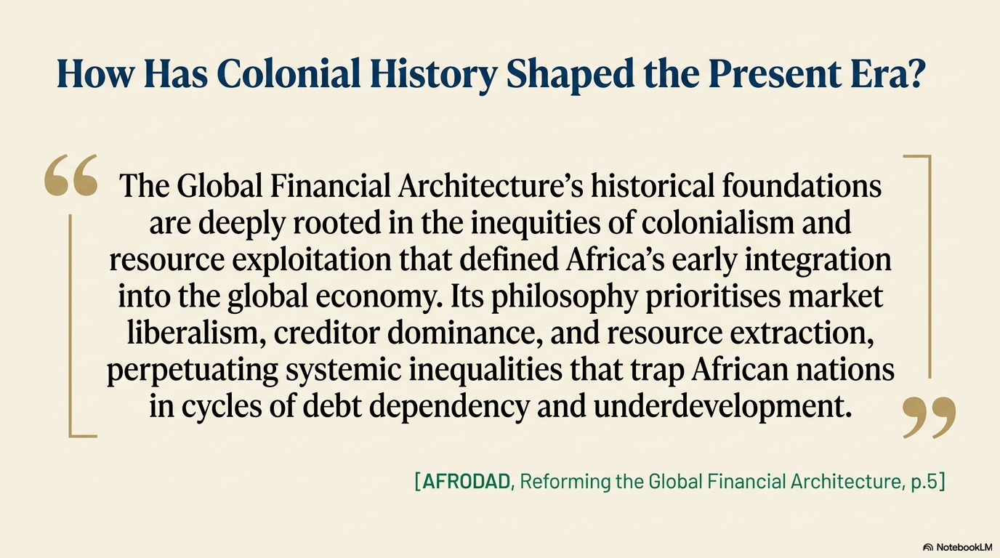 How Has Colonial History Shaped the Present Era?
“
The Global Financial Architecture’s historical foundations
are deeply rooted in the inequities of colonialism and
resource exploitation that defined Africa’s early integration
into the global economy. Its philosophy prioritises market
liberalism, creditor dominance, and resource extraction,
perpetuating systemic inequalities that trap African nations
in cycles of debt dependency and underdevelopment.
”
[AFRODAD, Reforming the Global Financial Architecture, p.5]
NotebookLM